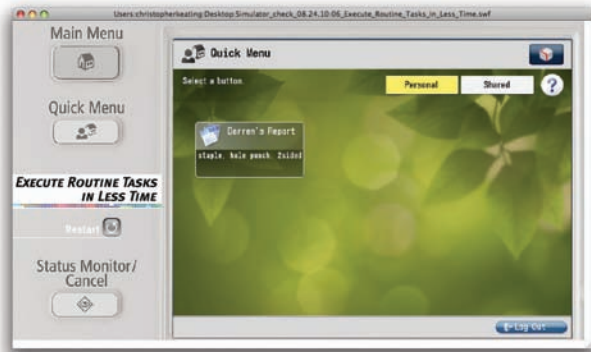 Users:christopherkeating:Desktop:Simulator_check_08.24.10:06_Execute_Routine_Tasks_In_Less_Time.swf
Main Menu
Quick Menu
EXECUTE ROUTINE TASKS
IN LESS TIME
Restart
Status Monitor/
Cancel
Quick Menu
Select a button.
Personal
Shared
?
Darren's Report
staple, hole punch, 2sided
Log Out